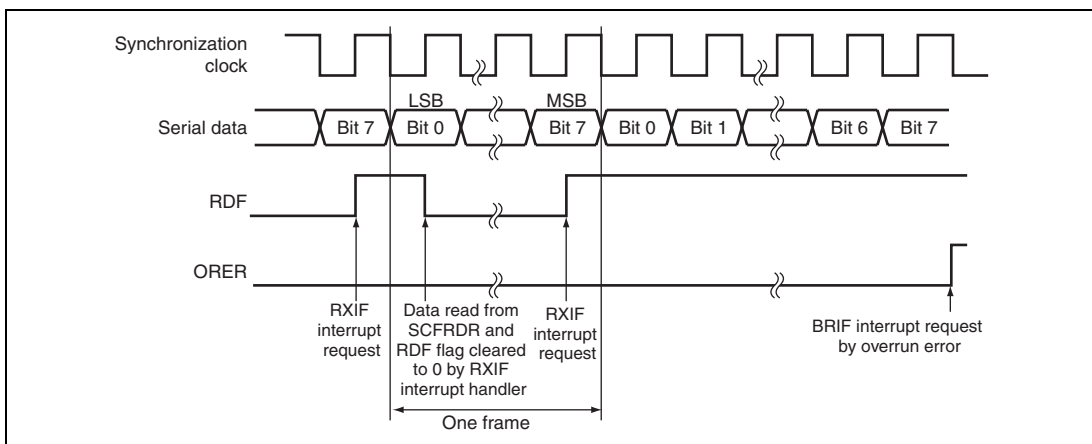 Synchronization
clock
LSB
MSB
Serial data
Bit 7
Bit 0
Bit 7
Bit 0
Bit 1
Bit 6
Bit 7
RDF
ORER
RXIF
interrupt
request
Data read from
SCFRDR and
RDF flag cleared
to 0 by RXIF
interrupt handler
RXIF
interrupt
request
BRIF interrupt request
by overrun error
One frame